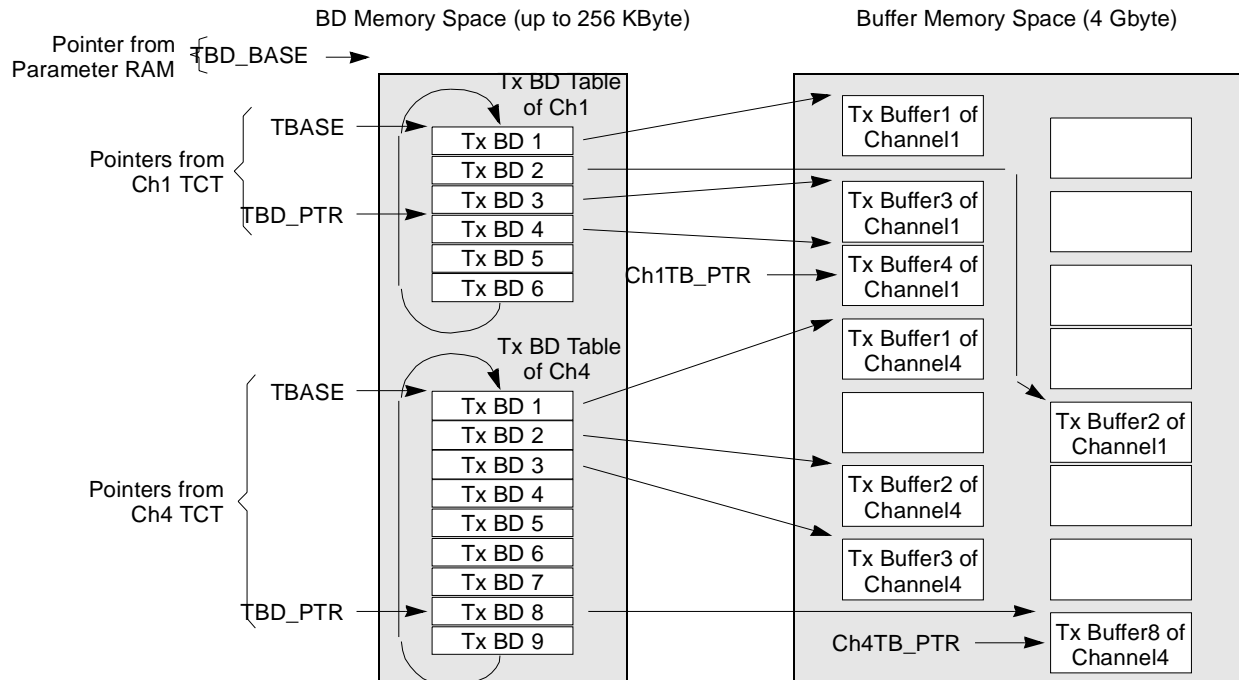 BD Memory Space (up to 256 KByte)
Buffer Memory Space (4 Gbyte)
Pointer from
Parameter RAM
TBD_BASE
Tx BD Table
of Ch1
TBASE
Pointers from
Ch1 TCT
TBD_PTR
Tx BD 1
Tx BD 2
Tx BD 3
Tx BD 4
Tx BD 5
Tx BD 6
Tx BD Table
of Ch4
TBASE
Pointers from
Ch4 TCT
TBD_PTR
Tx BD 1
Tx BD 2
Tx BD 3
Tx BD 4
Tx BD 5
Tx BD 6
Tx BD 7
Tx BD 8
Tx BD 9
Tx Buffer1 of
Channel1
Tx Buffer3 of
Channel1
Ch1TB_PTR
Tx Buffer4 of
Channel1
Tx Buffer1 of
Channel4
Tx Buffer2 of
Channel1
Tx Buffer2 of
Channel4
Tx Buffer3 of
Channel4
Ch4TB_PTR
Tx Buffer8 of
Channel4